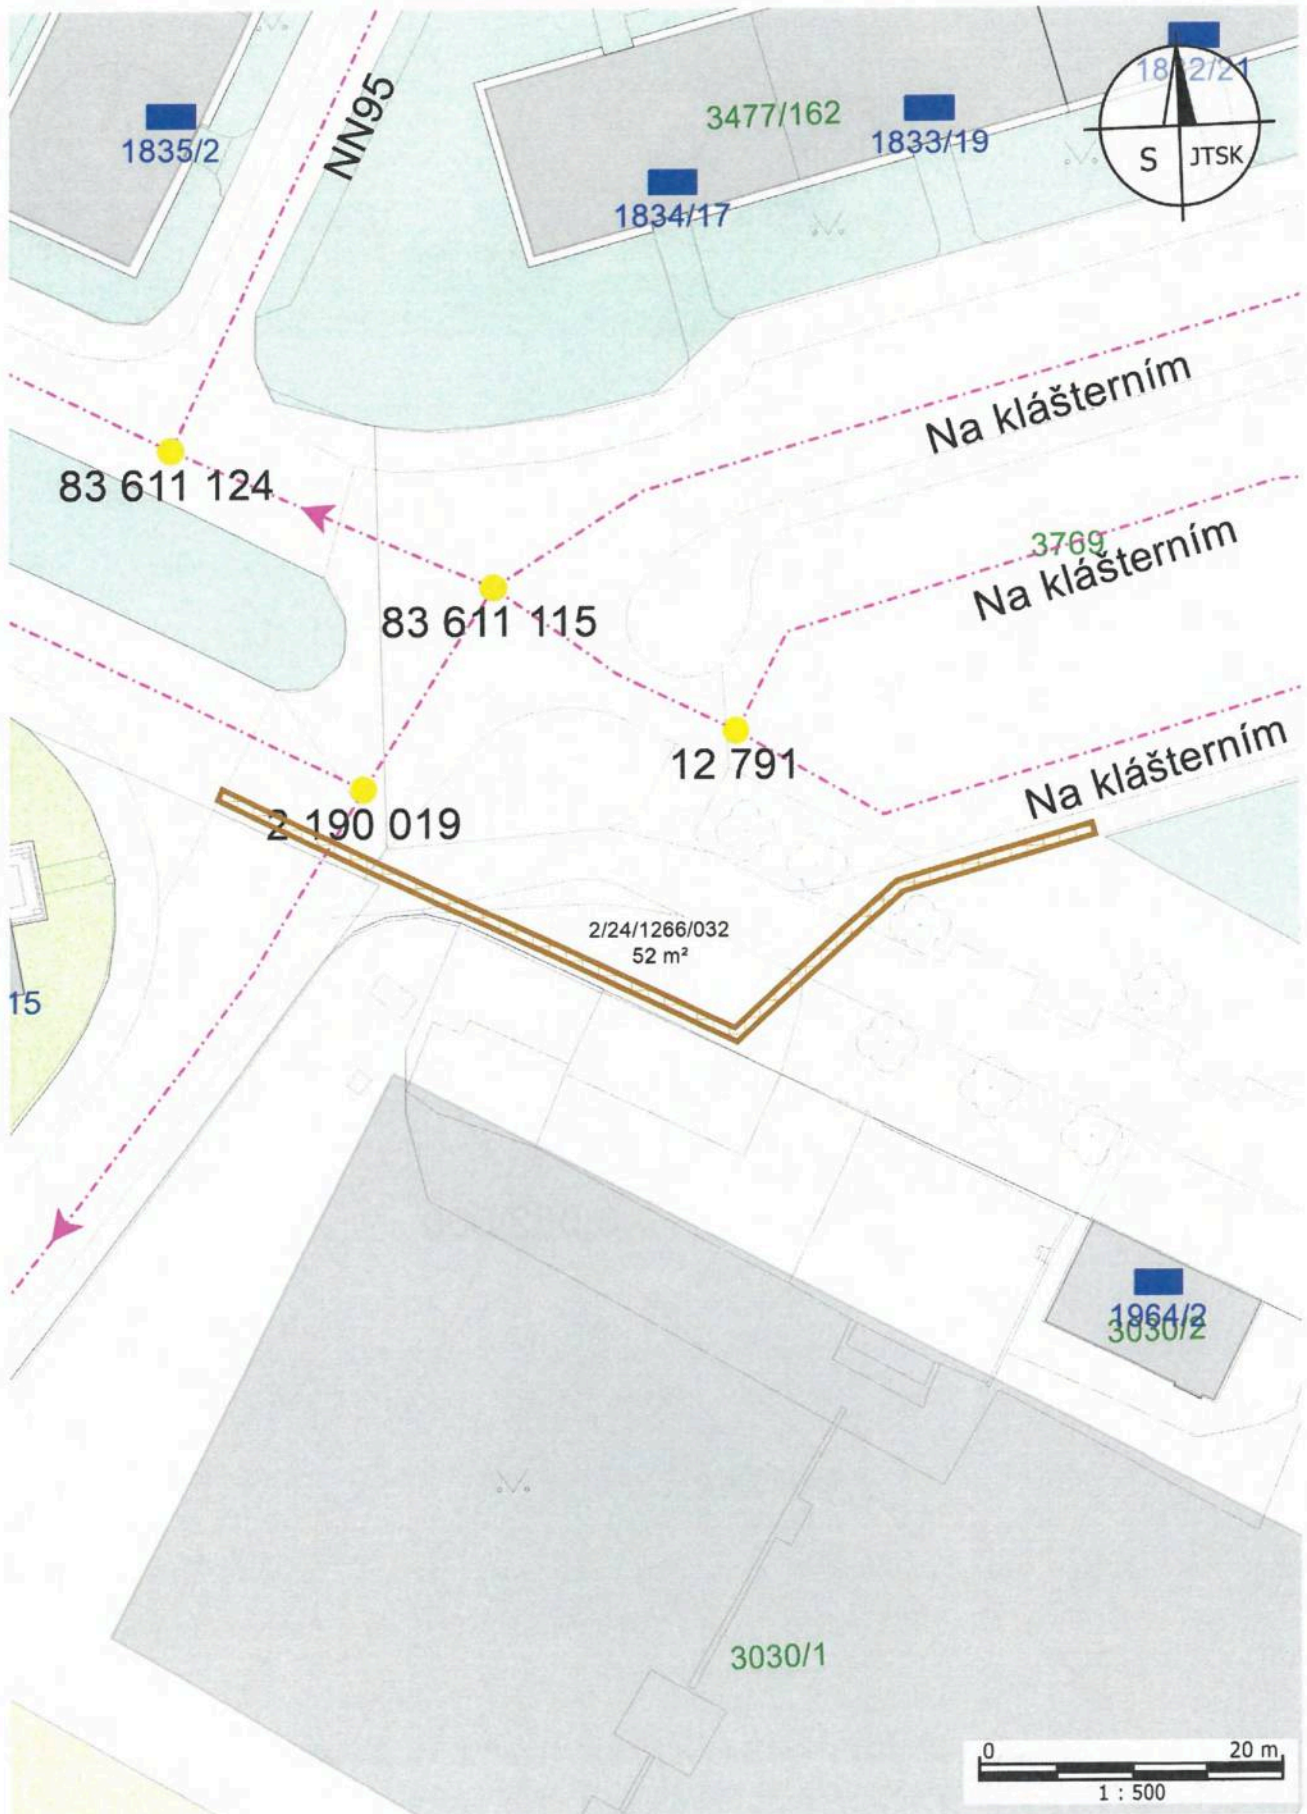 1822/21
NN95
3477/162
1835/2
1833/19
S JTSK
1834/17
Na klášterním
83 611 124
3769
Na klášterním
83 611 115
12 791
Na klášterním
2 190 019
2/24/1266/032
52 m²
15
1964/2
3030/2
3030/1
0 20 m
1 : 500